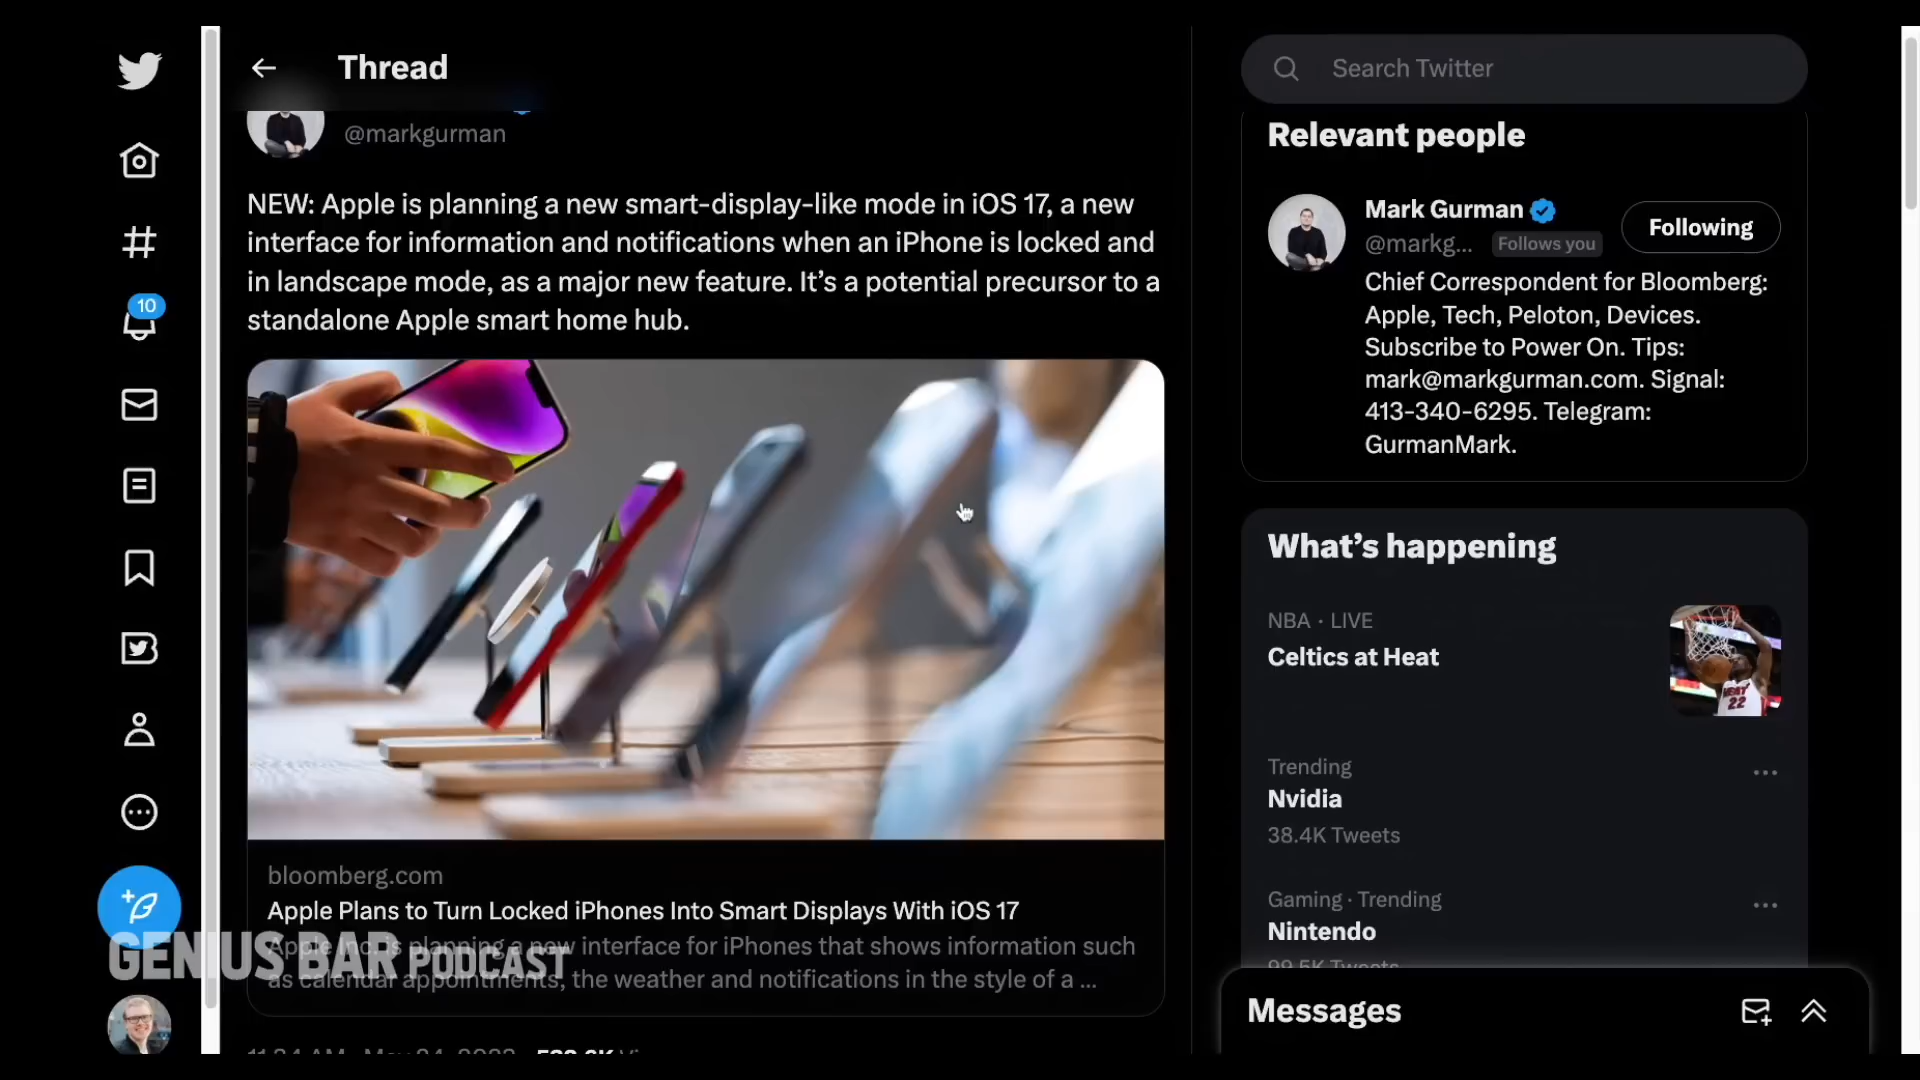 Thread
@markgurman
NEW: Apple is planning a new smart-display-like mode in iOS 17, a new
interface for information and notifications when an iPhone is locked and
in landscape mode, as a major new feature. It’s a potential precursor to a
standalone Apple smart home hub.
bloomberg.com
Apple Plans to Turn Locked iPhones Into Smart Displays With iOS 17
Apple Inc. is planning a new interface for iPhones that shows information such
as calendar appointments, the weather and notifications in the style of a ...
GENIUS BAR PODCAST
10
Search Twitter
Relevant people
Mark Gurman
@markg... Follows you
Following
Chief Correspondent for Bloomberg:
Apple, Tech, Peloton, Devices.
Subscribe to Power On. Tips:
mark@markgurman.com. Signal:
413-340-6295. Telegram:
GurmanMark.
What’s happening
NBA · LIVE
Celtics at Heat
HEAT
22
Trending
Nvidia
38.4K Tweets
Gaming · Trending
Nintendo
99.5K Tweets
Messages